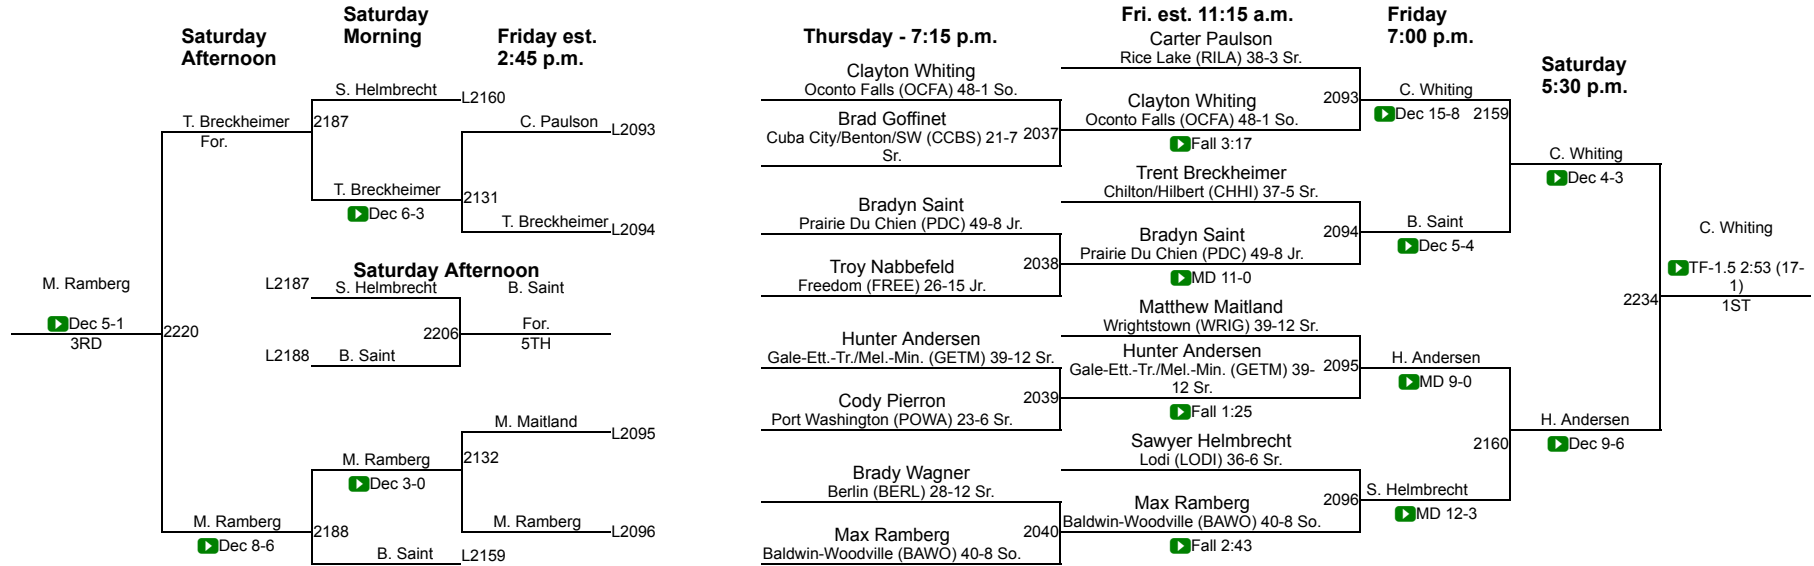 Saturday
Afternoon
Saturday
Morning
Friday est.
2:45 p.m.
S. Helmbrecht
L2160
T. Breckheimer
For.
2187
C. Paulson
L2093
T. Breckheimer
Dec 6-3
2131
T. Breckheimer
L2094
M. Ramberg
Dec 5-1
3RD
2220
Saturday Afternoon
L2187
S. Helmbrecht
B. Saint
2206
For.
5TH
L2188
B. Saint
M. Maitland
L2095
M. Ramberg
Dec 3-0
2132
M. Ramberg
Dec 8-6
2188
M. Ramberg
L2096
B. Saint
L2159
Thursday - 7:15 p.m.
Clayton Whiting
Oconto Falls (OCFA) 48-1 So.
Brad Goffinet
Cuba City/Benton/SW (CCBS) 21-7
Sr.
2037
Bradyn Saint
Prairie Du Chien (PDC) 49-8 Jr.
Troy Nabbefeld
Freedom (FREE) 26-15 Jr.
2038
Hunter Andersen
Gale-Ett.-Tr./Mel.-Min. (GETM) 39-12 Sr.
Cody Pierron
Port Washington (POWA) 23-6 Sr.
2039
Brady Wagner
Berlin (BERL) 28-12 Sr.
Max Ramberg
Baldwin-Woodville (BAWO) 40-8 So.
2040
Fri. est. 11:15 a.m.
Carter Paulson
Rice Lake (RILA) 38-3 Sr.
Clayton Whiting
Oconto Falls (OCFA) 48-1 So.
Fall 3:17
2093
Trent Breckheimer
Chilton/Hilbert (CHHI) 37-5 Sr.
Bradyn Saint
Prairie Du Chien (PDC) 49-8 Jr.
MD 11-0
2094
Matthew Maitland
Wrightstown (WRIG) 39-12 Sr.
Hunter Andersen
Gale-Ett.-Tr./Mel.-Min. (GETM) 39-
12 Sr.
Fall 1:25
2095
Sawyer Helmbrecht
Lodi (LODI) 36-6 Sr.
Max Ramberg
Baldwin-Woodville (BAWO) 40-8 So.
Fall 2:43
2096
Friday
7:00 p.m.
C. Whiting
Dec 15-8
2159
B. Saint
Dec 5-4
H. Andersen
MD 9-0
2160
S. Helmbrecht
MD 12-3
Saturday
5:30 p.m.
C. Whiting
Dec 4-3
H. Andersen
Dec 9-6
2234
C. Whiting
TF-1.5 2:53 (17-
1)
1ST